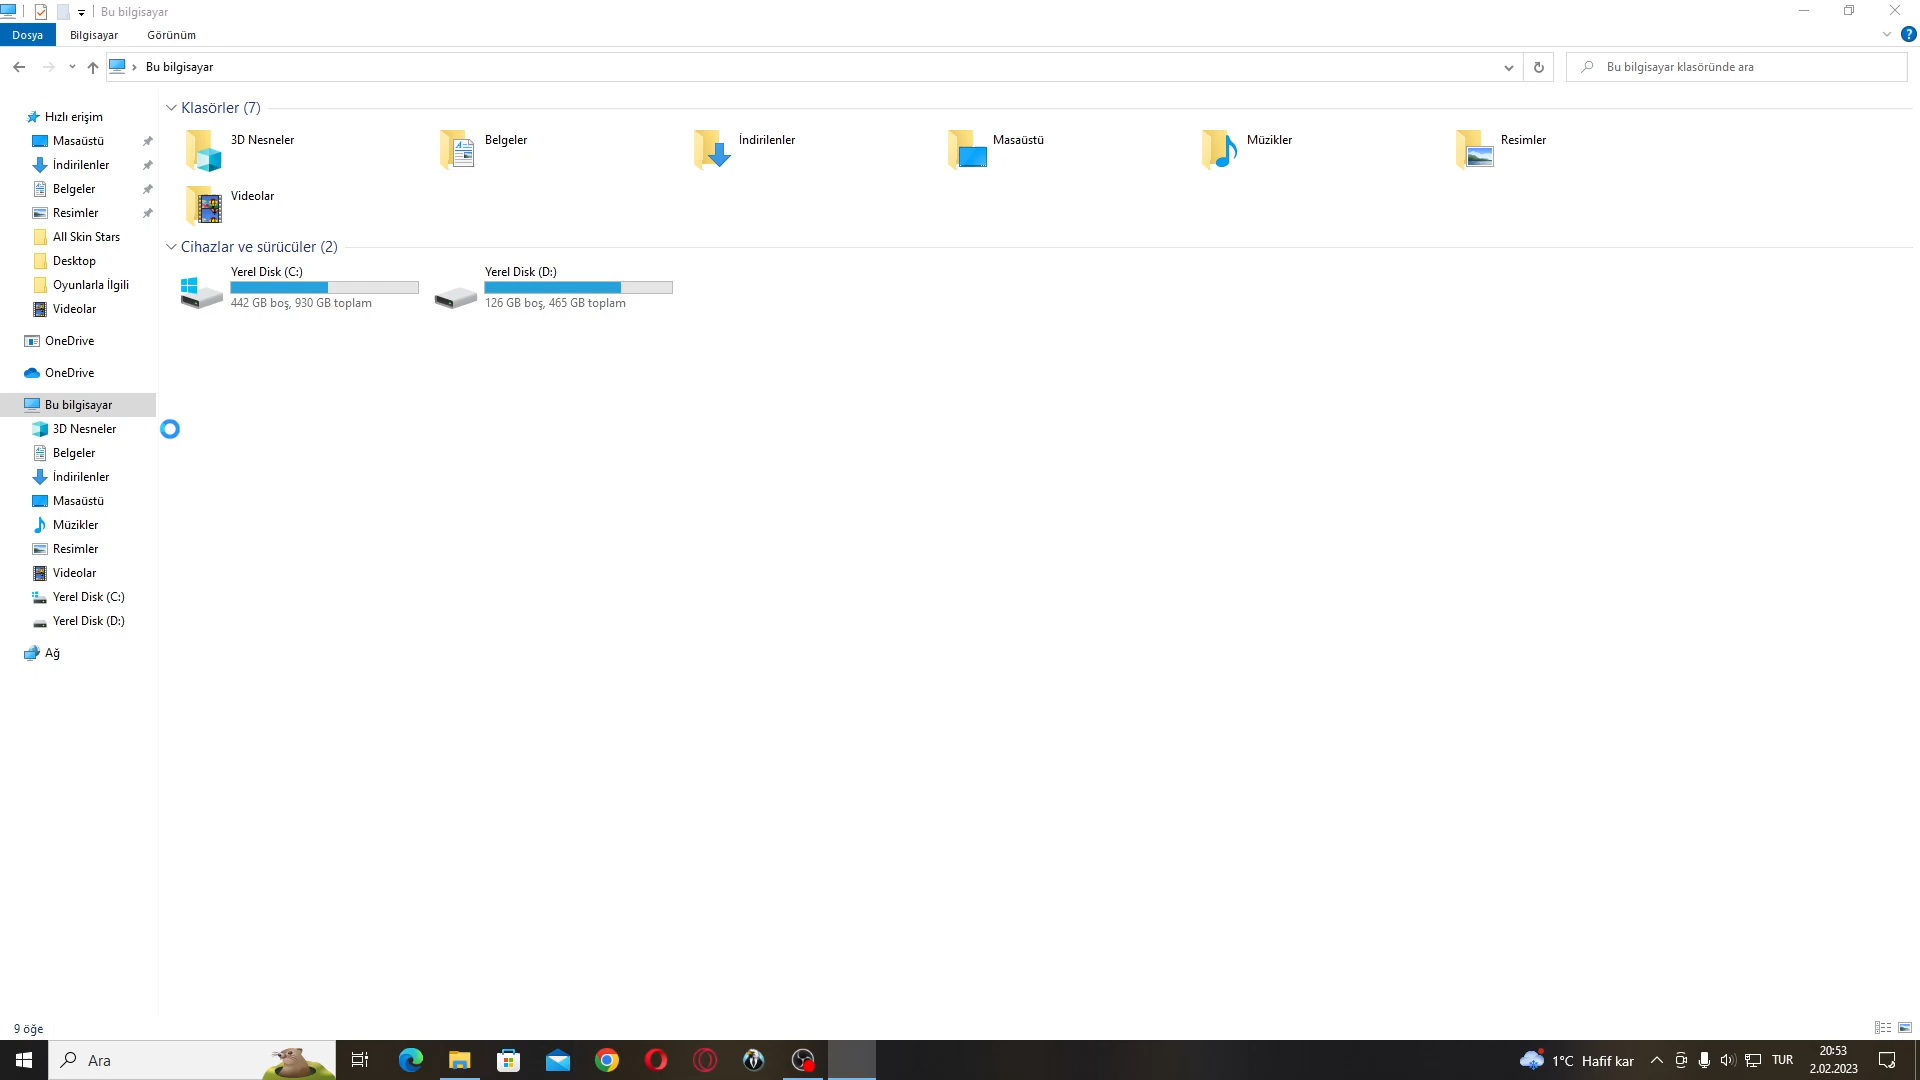 Bu bilgisayar
Dosya
Bilgisayar
Görünüm
?
Bu bilgisayar
Bu bilgisayar klasöründe ara
Hızlı erişim
Masaüstü
İndirilenler
Belgeler
Resimler
All Skin Stars
Desktop
Oyunlarla İlgili
Videolar
OneDrive
OneDrive
Bu bilgisayar
3D Nesneler
Belgeler
İndirilenler
Masaüstü
Müzikler
Resimler
Videolar
Yerel Disk (C:)
Yerel Disk (D:)
Ağ
Klasörler (7)
3D Nesneler
Belgeler
İndirilenler
Masaüstü
Müzikler
Resimler
Videolar
Cihazlar ve sürücüler (2)
Yerel Disk (C:)
442 GB boş, 930 GB toplam
Yerel Disk (D:)
126 GB boş, 465 GB toplam
9 öğe
Ara
1°C Hafif kar
TUR
20:53
2.02.2023